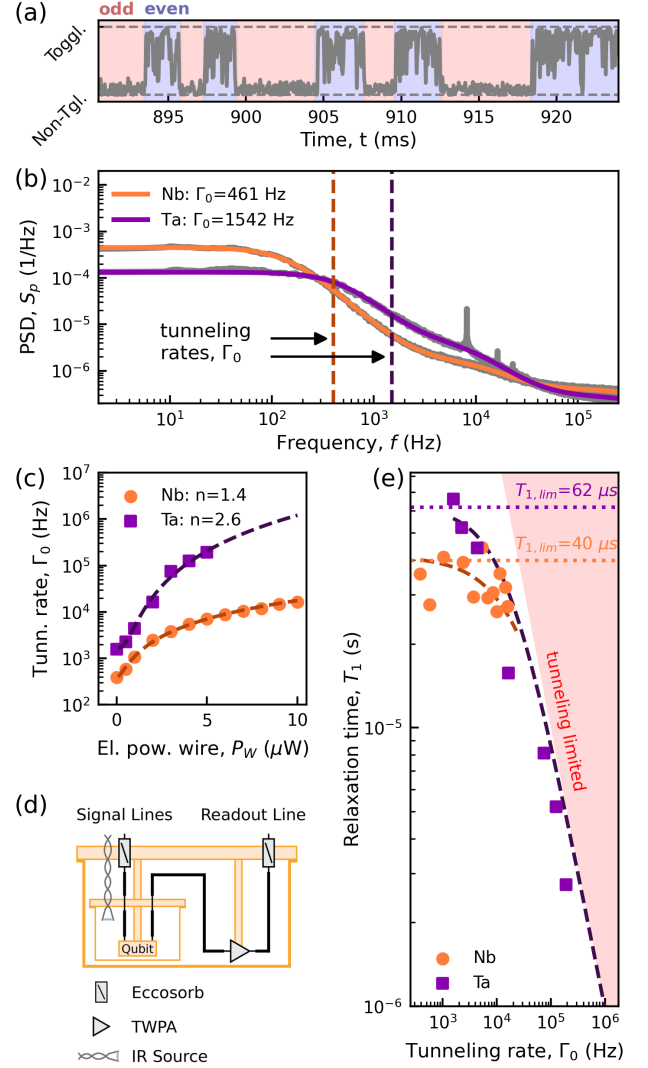 (a)
odd even
Toggl.
Non-Tgl.
895 900 905 910 915 920
Time, t (ms)
(b)
10⁻²
10⁻³
10⁻⁴
10⁻⁵
10⁻⁶
PSD, Sₚ (1/Hz)
Nb: Γ₀=461 Hz
Ta: Γ₀=1542 Hz
tunneling
rates, Γ₀
10¹ 10² 10³ 10⁴ 10⁵
Frequency, f (Hz)
(c)
10⁷
10⁶
10⁵
10⁴
10³
10²
Tunn. rate, Γ₀ (Hz)
Nb: n=1.4
Ta: n=2.6
0 5 10
El. pow. wire, P_W (μW)
(d)
Signal Lines Readout Line
Qubit
Eccosorb
TWPA
IR Source
(e)
T₁,lim=62 μs
T₁,lim=40 μs
tunneling limited
Relaxation time, T₁ (s)
10⁻⁵
10⁻⁶
Nb
Ta
10³ 10⁴ 10⁵ 10⁶
Tunneling rate, Γ₀ (Hz)